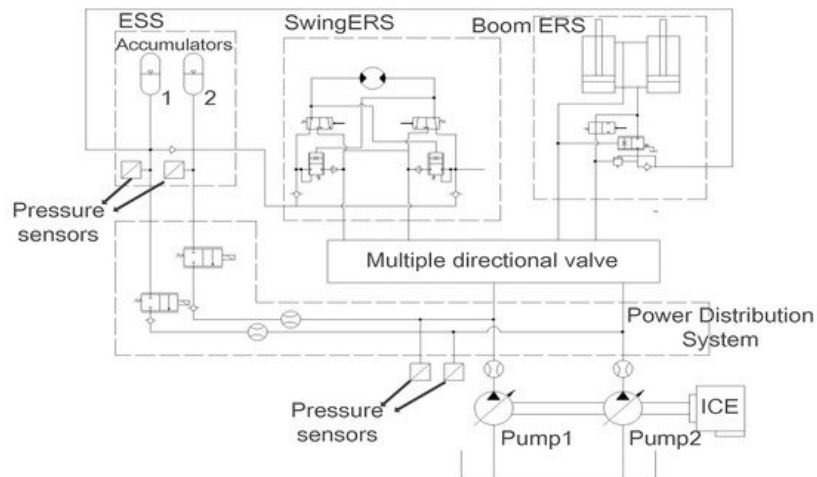 ESS
SwingERS
Boom ERS
Accumulators
1
2
Pressure
sensors
Multiple directional valve
Power Distribution
System
Pressure
sensors
ICE
Pump1
Pump2